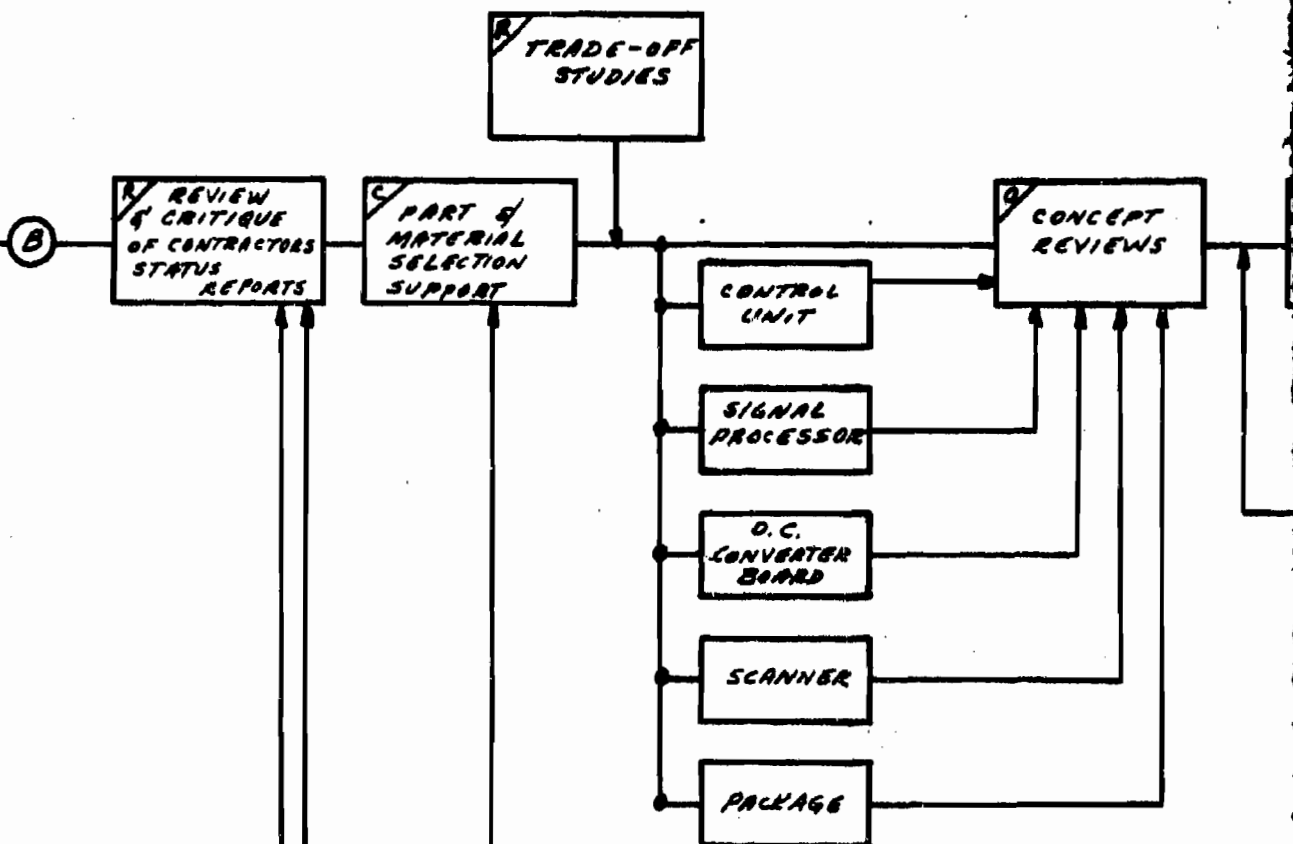 R
TRADE-OFF
STUDIES
B
R
REVIEW
& CRITIQUE
OF CONTRACTORS
STATUS
REPORTS
C
PART &
MATERIAL
SELECTION
SUPPORT
CONTROL
UNIT
SIGNAL
PROCESSOR
D.C.
CONVERTER
BOARD
SCANNER
PACKAGE
CONCEPT
REVIEWS